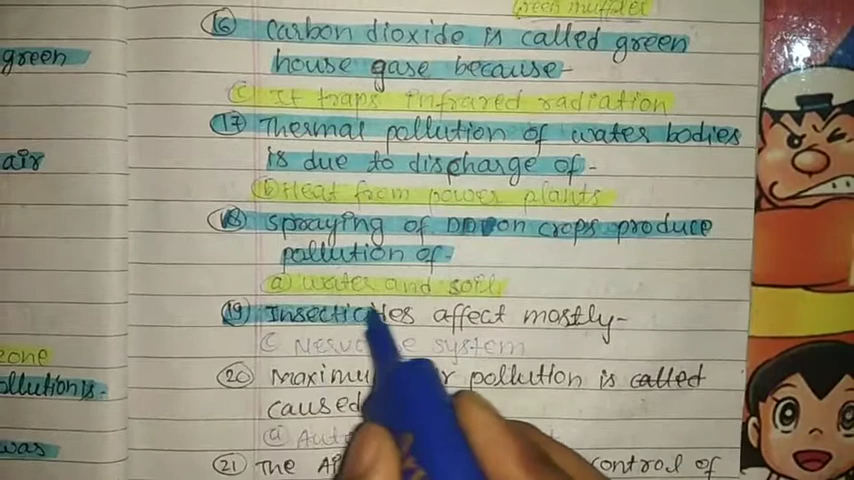 green muffler
green
(16) Carbon dioxide is called green
house gase because-
(c) It traps infrared radiation
(17) Thermal pollution of water bodies
is due to discharge of-
air
(b) Heat from power plants
(18) Spraying of DDT on crops produce
pollution of-
(a) water and soil
(19) Insecticites affect mostly-
(c) system
zone
pollution is-
(20) pollution is called
caused
(a)
was
(21) The control of